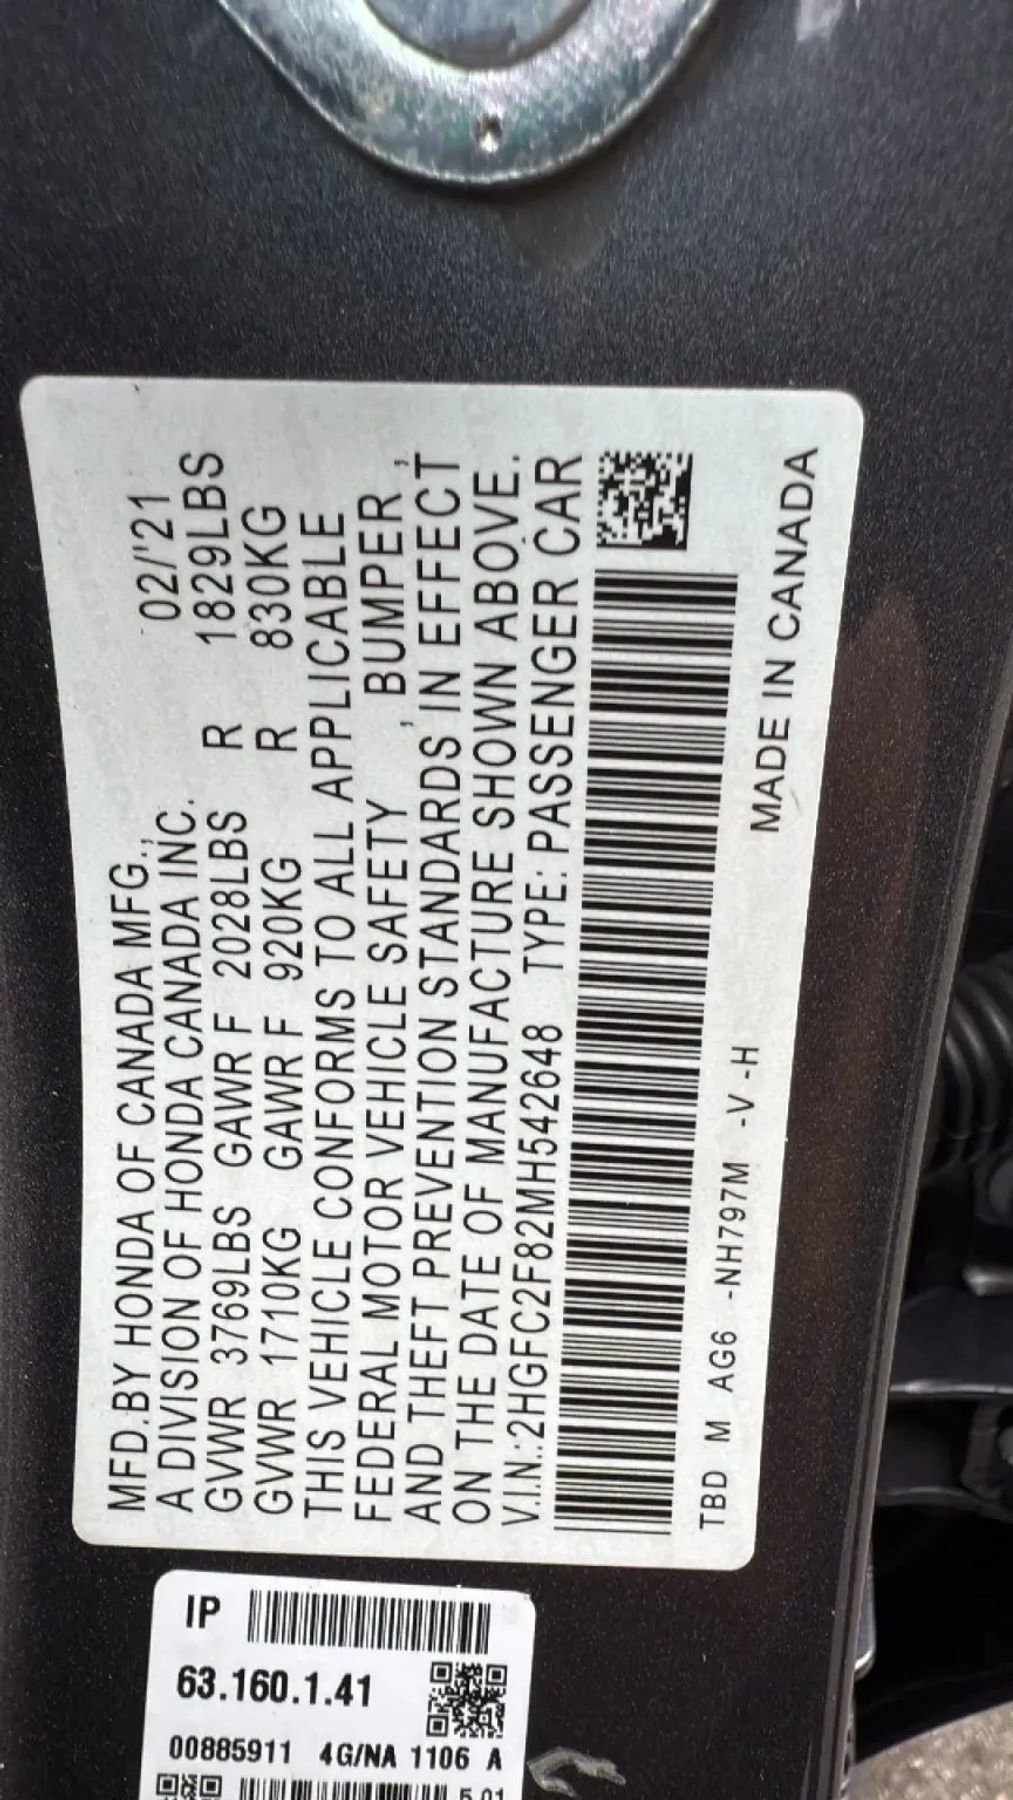 MFD.BY HONDA OF CANADA MFG., 02/'21
A DIVISION OF HONDA CANADA INC.
GVWR 3769LBS GAWR F 2028LBS R 1829LBS
GVWR 1710KG GAWR F 920KG R 830KG
THIS VEHICLE CONFORMS TO ALL APPLICABLE
FEDERAL MOTOR VEHICLE SAFETY , BUMPER ,
AND THEFT PREVENTION STANDARDS IN EFFECT
ON THE DATE OF MANUFACTURE SHOWN ABOVE.
V.I.N.:2HGFC2F82MH542648 TYPE:PASSENGER CAR
TBD M AG6 -NH797M -V -H
MADE IN CANADA
IP
63.160.1.41
00885911 4G/NA 1106 A